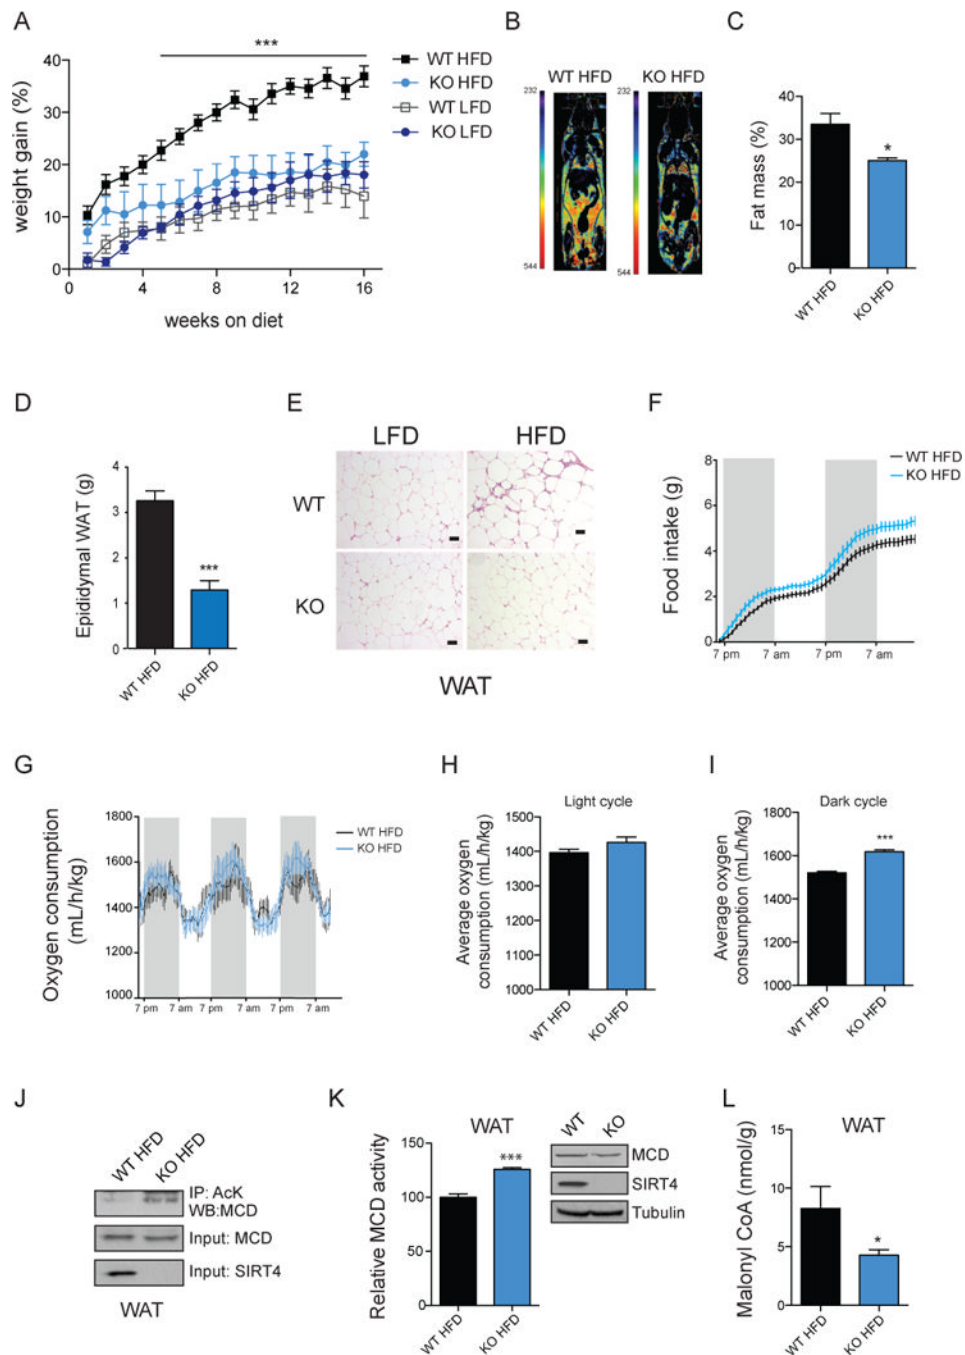 A
weight gain (%)
40
30
20
10
0
0
4
8
12
16
weeks on diet
***
WT HFD
KO HFD
WT LFD
KO LFD
B
WT HFD
KO HFD
232
544
232
544
C
Fat mass (%)
40
30
20
10
0
*
WT HFD
KO HFD
D
Epididymal WAT (g)
4
3
2
1
0
***
WT HFD
KO HFD
E
LFD
HFD
WT
KO
WAT
F
Food intake (g)
8
6
4
2
0
7 pm
7 am
7 pm
7 am
WT HFD
KO HFD
G
Oxygen consumption
(mL/h/kg)
1800
1600
1400
1200
1000
7 pm
7 am
7 pm
7 am
7 pm
7 am
WT HFD
KO HFD
H
Light cycle
Average oxygen
consumption (mL/h/kg)
1500
1400
1300
1200
1100
1000
WT HFD
KO HFD
I
Dark cycle
Average oxygen
consumption (mL/h/kg)
1800
1600
1400
1200
1000
***
WT HFD
KO HFD
J
WT HFD
KO HFD
IP: AcK
WB:MCD
Input: MCD
Input: SIRT4
WAT
K
WAT
Relative MCD activity
150
100
50
0
***
WT HFD
KO HFD
WT
KO
MCD
SIRT4
Tubulin
L
WAT
Malonyl CoA (nmol/g)
15
10
5
0
*
WT HFD
KO HFD